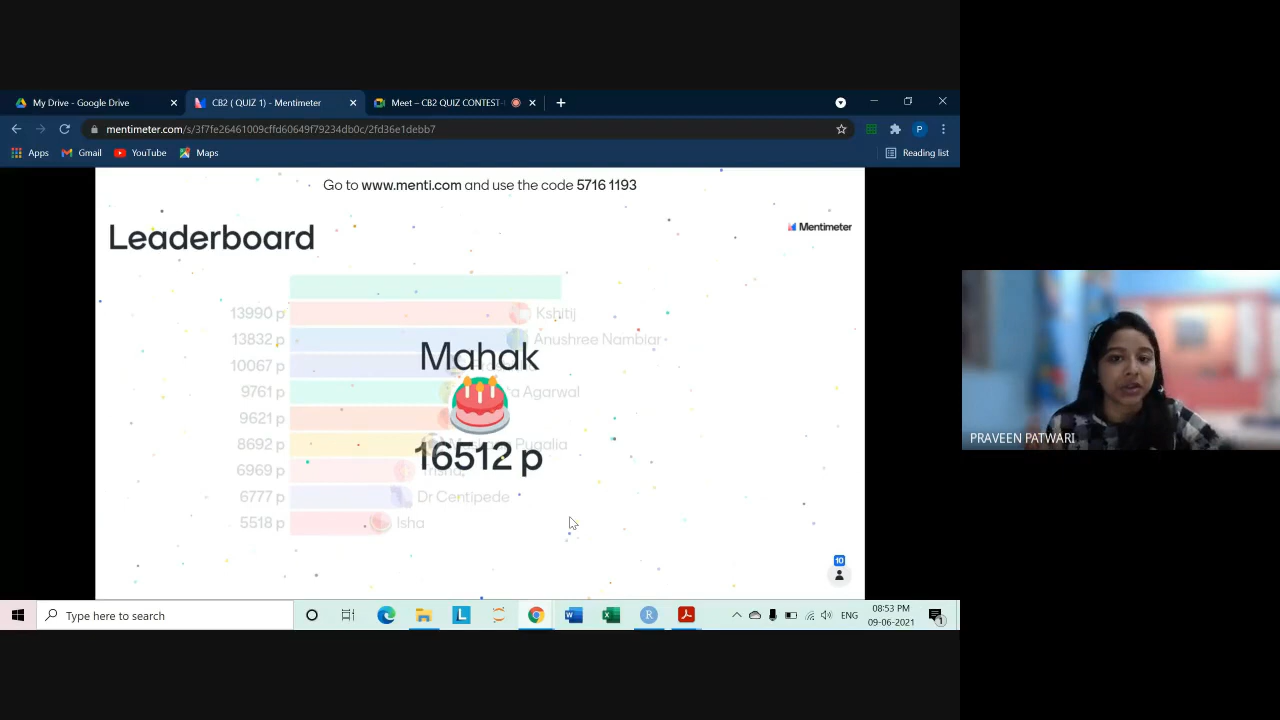 My Drive - Google Drive
CB2 ( QUIZ 1) - Mentimeter
Meet – CB2 QUIZ CONTEST-
mentimeter.com/s/3f7fe26461009cffd60649f79234db0c/2fd36e1debb7
P
Apps
Gmail
YouTube
Maps
Reading list
Go to www.menti.com and use the code 5716 1193
Leaderboard
Mentimeter
13990 p Kshitij
13832 p Anushree Nambiar
Mahak
10067 p
9761 p Agarwal
9621 p
8692 p Pugalia
16512 p
6969 p Trisha,
6777 p Dr Centipede
5518 p Isha
10
PRAVEEN PATWARI
Type here to search
L
R
ENG
08:53 PM
09-06-2021
1